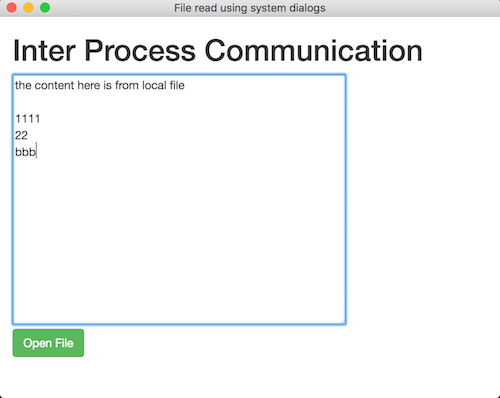 File read using system dialogs
Inter Process Communication
the content here is from local file
1111
22
bbb
Open File